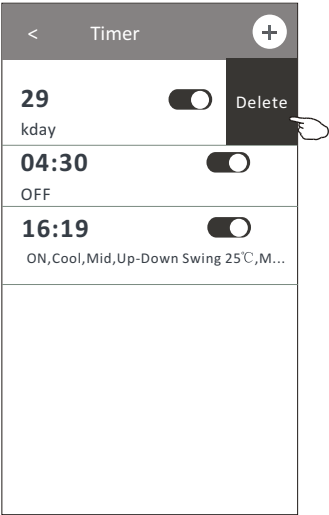 < Timer +
29 Delete
kday
04:30
OFF
16:19
ON,Cool,Mid,Up-Down Swing 25℃,M...